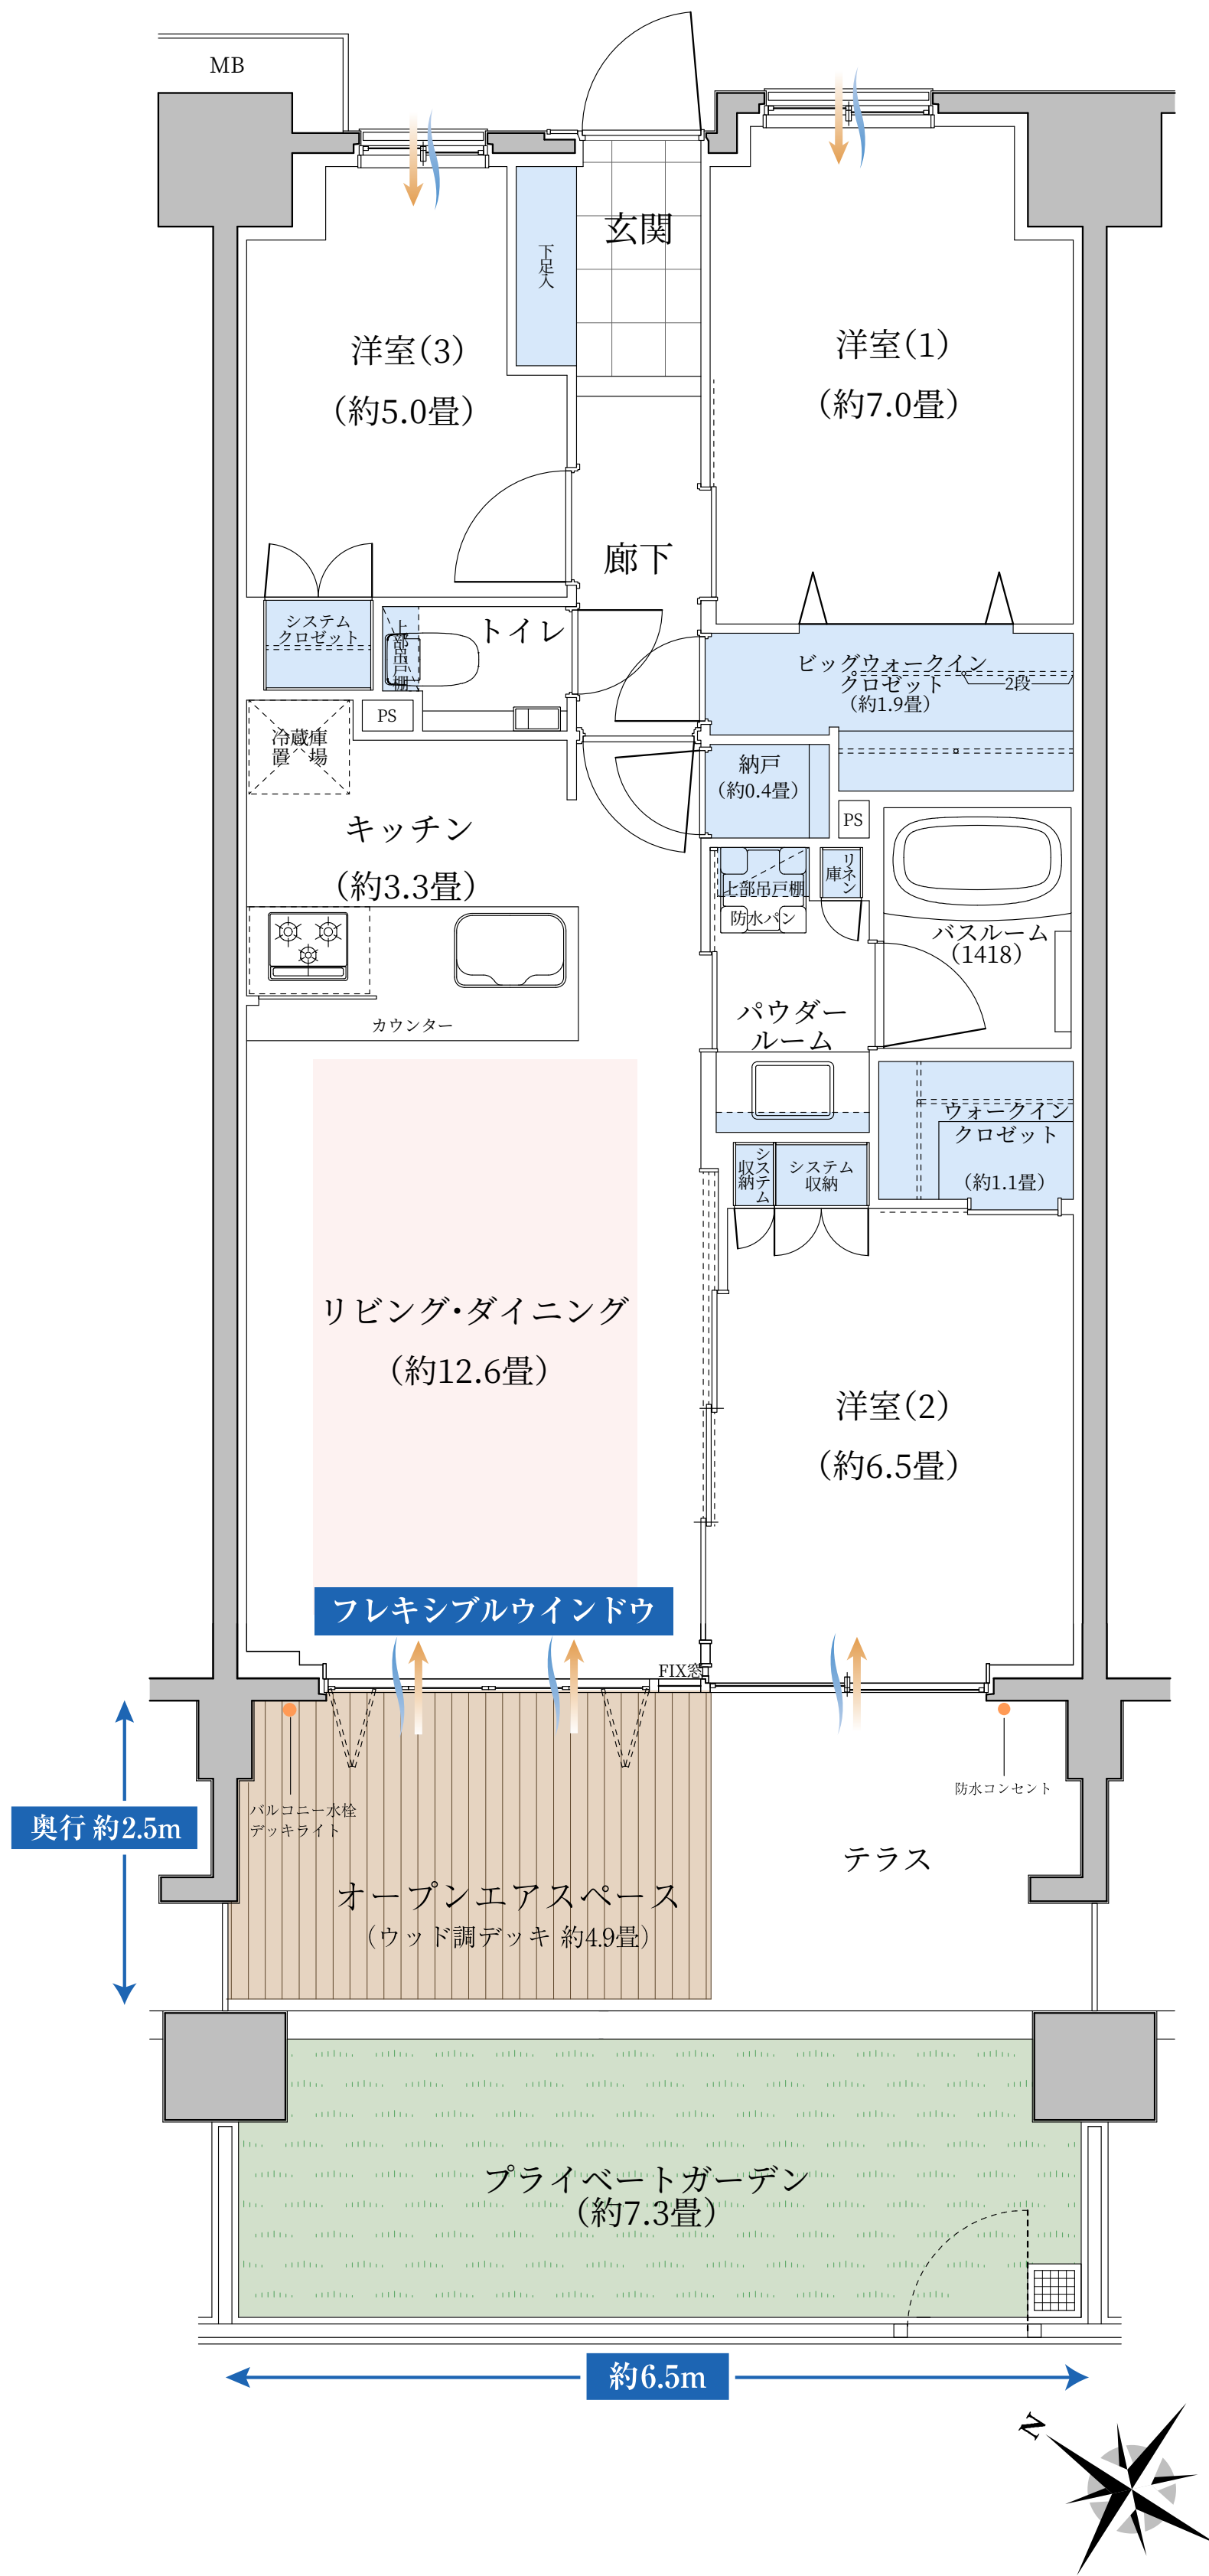 MB
玄関
下足入
洋室(3)
(約5.0畳)
洋室(1)
(約7.0畳)
廊下
システム
クロゼット
上部吊戸棚
トイレ
PS
ビッグウォークイン
クロゼット
(約1.9畳)
2段
冷蔵庫
置場
納戸
(約0.4畳)
PS
キッチン
(約3.3畳)
上部吊戸棚
防水パン
リネン
庫
バスルーム
(1418)
カウンター
パウダー
ルーム
ウォークイン
クロゼット
(約1.1畳)
システム
収納
システム
収納
リビング・ダイニング
(約12.6畳)
洋室(2)
(約6.5畳)
フレキシブルウインドウ
FIX窓
バルコニー水栓
デッキライト
防水コンセント
奥行 約2.5m
テラス
オープンエアスペース
(ウッド調デッキ 約4.9畳)
プライベートガーデン
(約7.3畳)
約6.5m
N